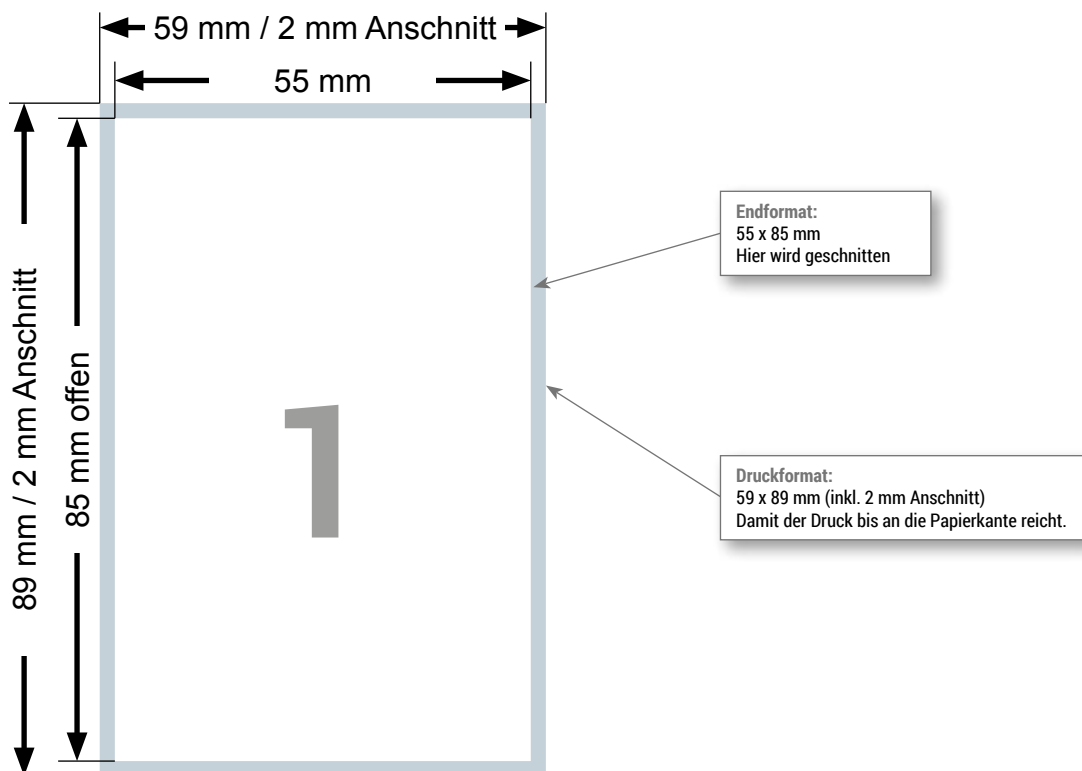 59 mm / 2 mm Anschnitt
55 mm
89 mm / 2 mm Anschnitt
85 mm offen
1
Endformat:
55 x 85 mm
Hier wird geschnitten
Druckformat:
59 x 89 mm (inkl. 2 mm Anschnitt)
Damit der Druck bis an die Papierkante reicht.